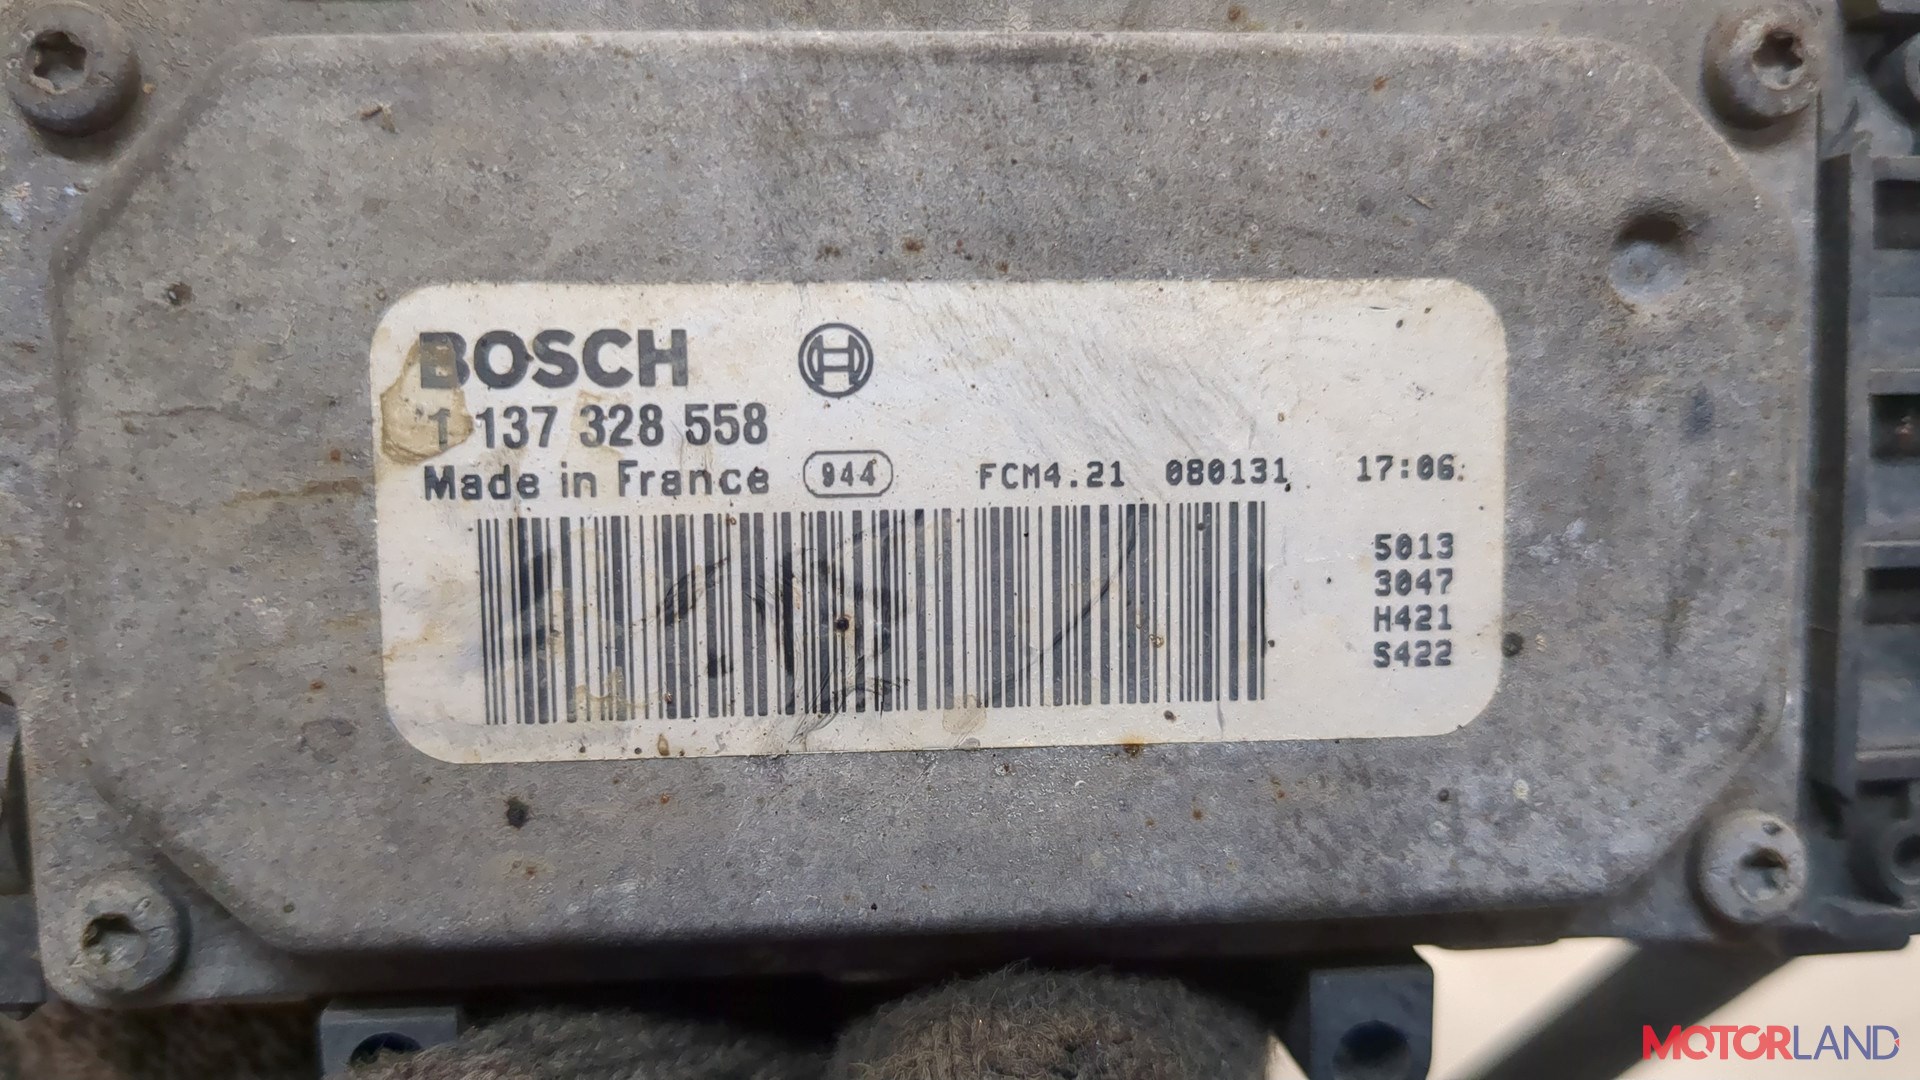 BOSCH
1 137 328 558
Made in France 944 FCM4.21 080131 17:06
5013
3047
H421
S422
MOTORLAND